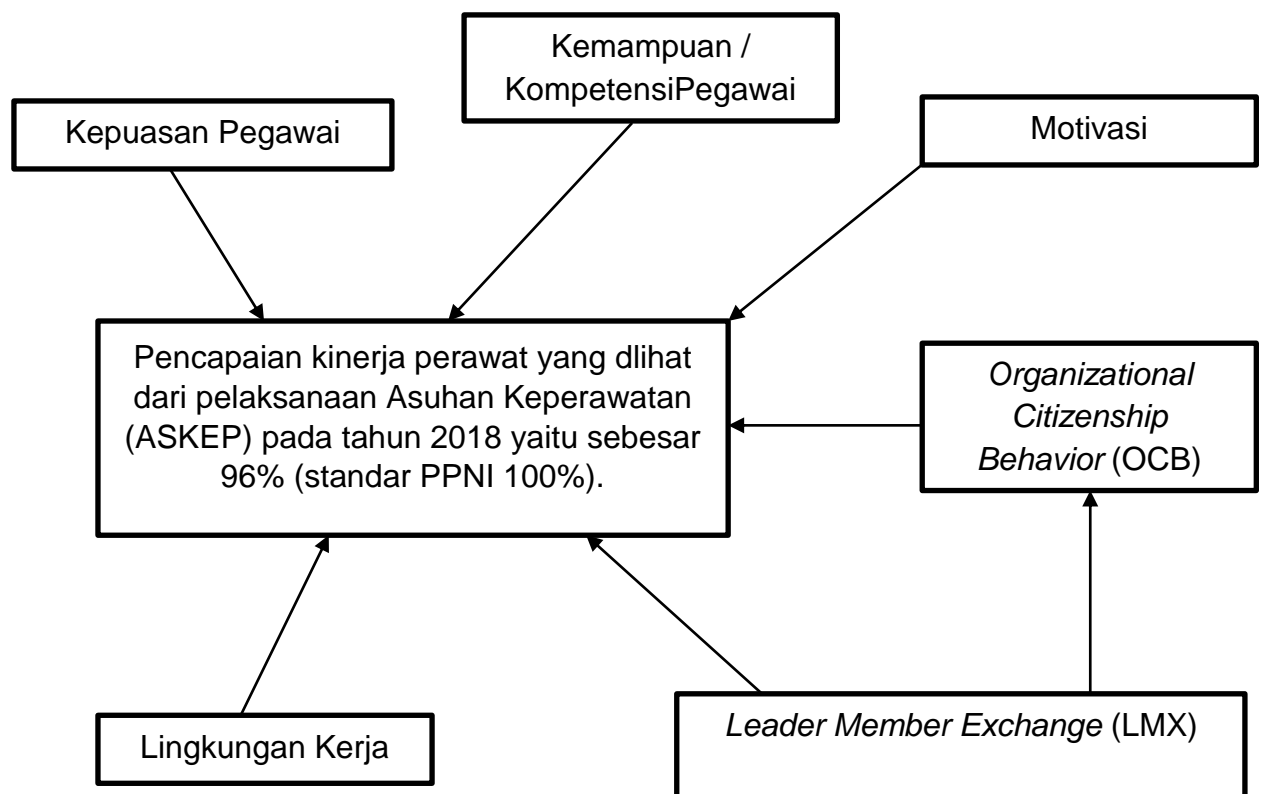 Kemampuan /
KompetensiPegawai
Kepuasan Pegawai
Motivasi
Pencapaian kinerja perawat yang dlihat
dari pelaksanaan Asuhan Keperawatan
(ASKEP) pada tahun 2018 yaitu sebesar
96% (standar PPNI 100%).
Organizational
Citizenship
Behavior (OCB)
Lingkungan Kerja
Leader Member Exchange (LMX)